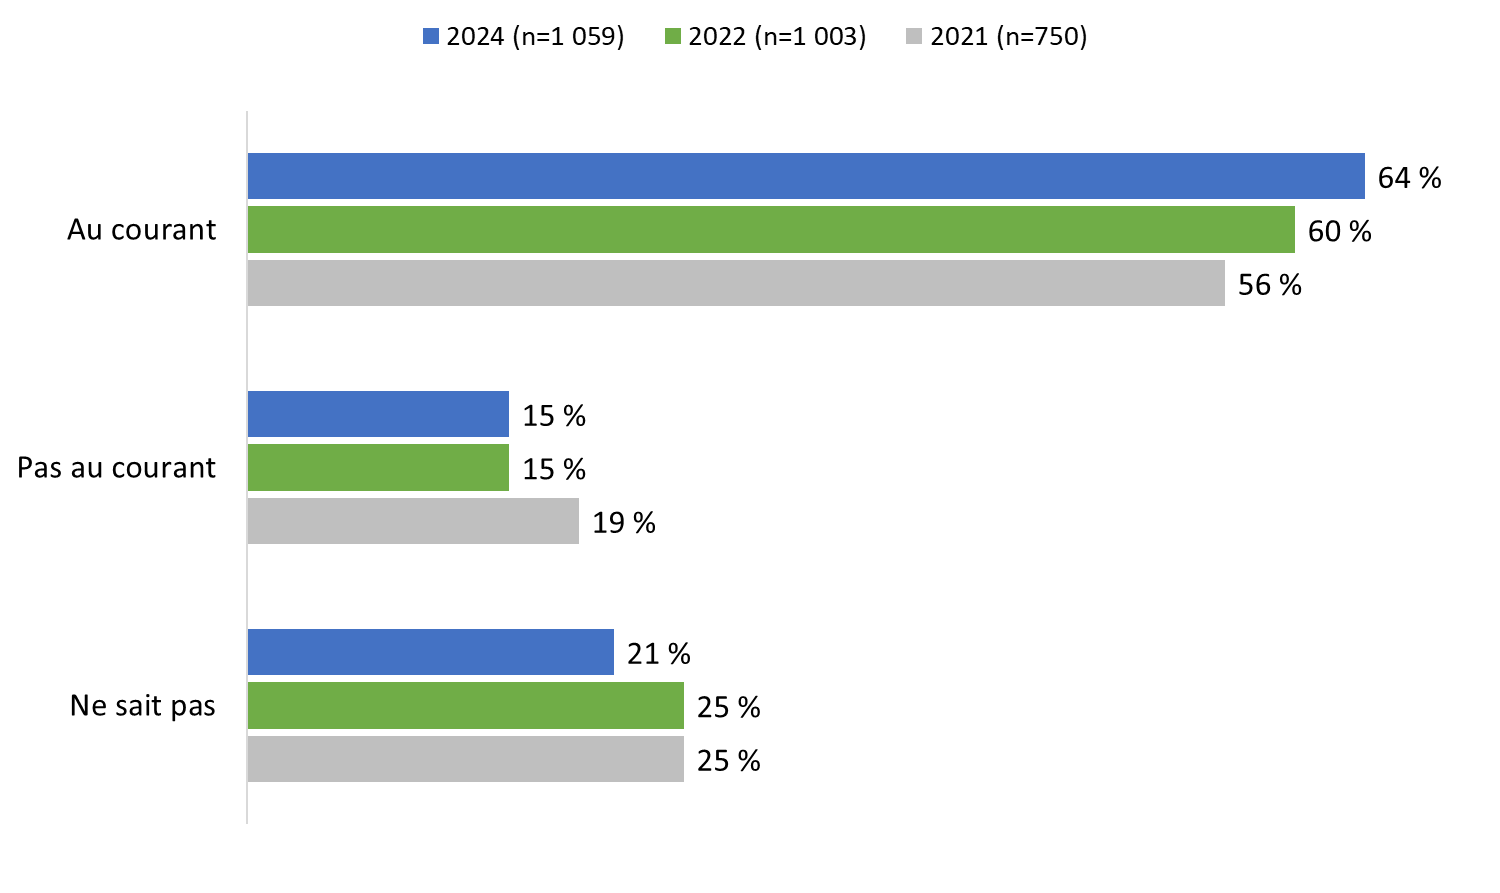 2024 (n=1 059) 2022 (n=1 003) 2021 (n=750)
64 %
Au courant 60 %
56 %
15 %
Pas au courant 15 %
19 %
21 %
Ne sait pas 25 %
25 %